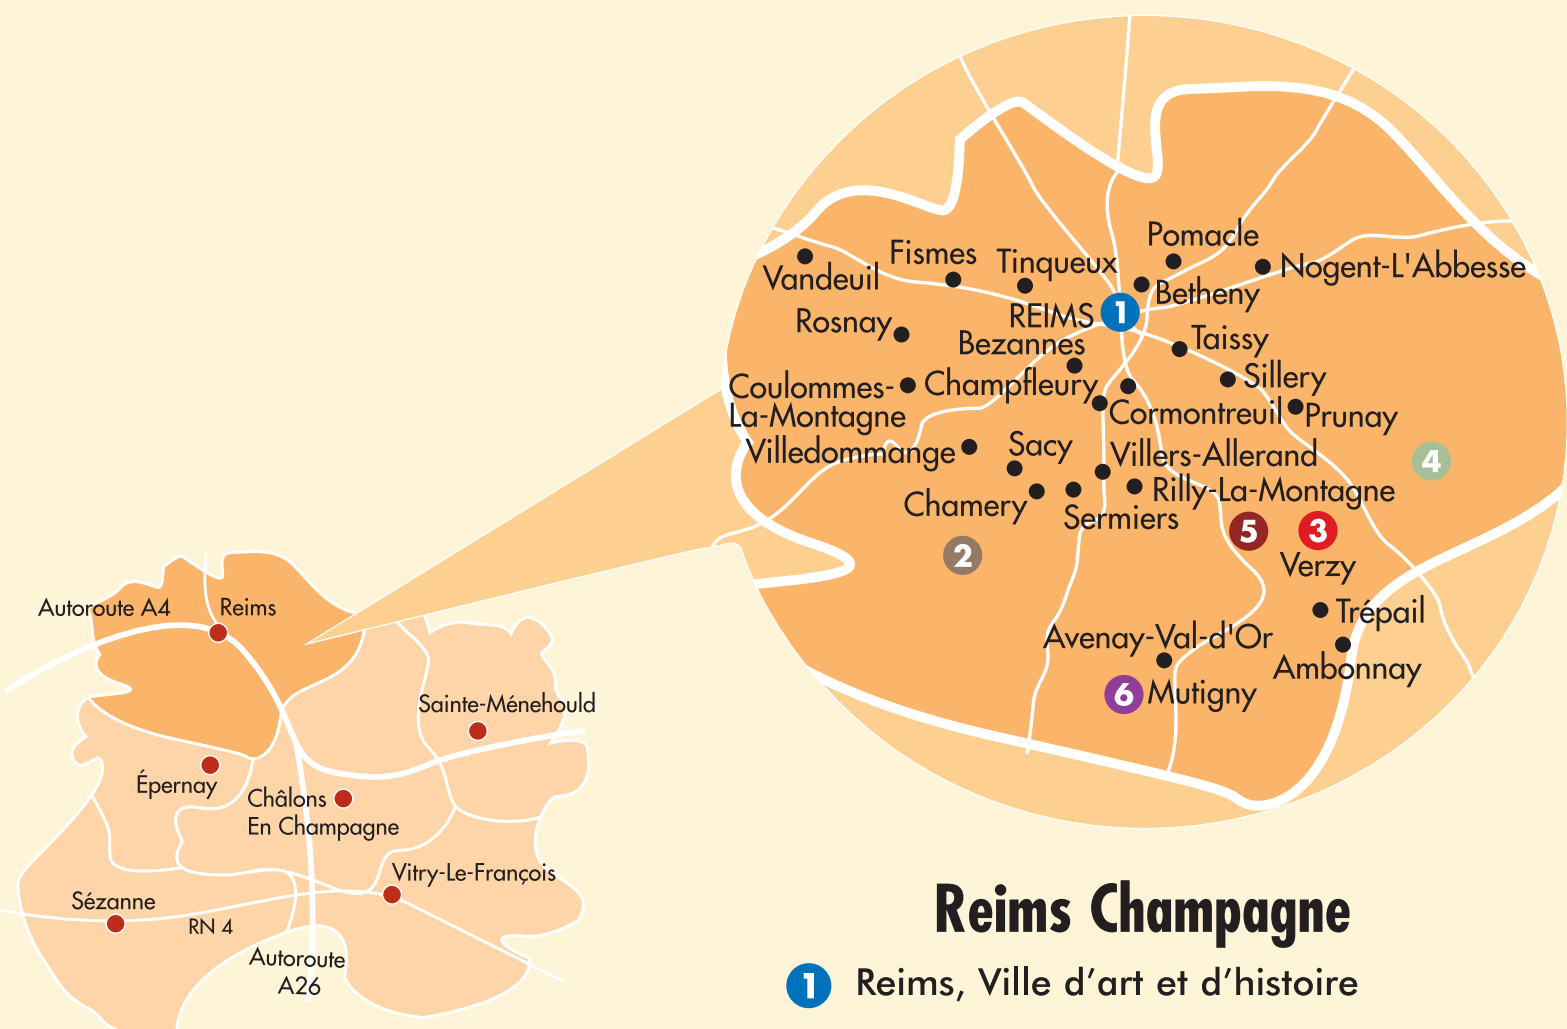 Pomacle
Fismes
Tinqueux
Nogent-L'Abbesse
Vandeuil
Betheny
Rosnay
REIMS
1
Taissy
Bezannes
Sillery
Coulommes-
La-Montagne
Champfleury
Cormontreuil
Prunay
Villedommange
Sacy
Villers-Allerand
4
Chamery
Rilly-La-Montagne
Sermiers
5
3
2
Verzy
Trépail
Avenay-Val-d'Or
Ambonnay
6
Mutigny
Autoroute A4
Reims
Sainte-Ménehould
Épernay
Châlons
En Champagne
Vitry-Le-François
Sézanne
RN 4
Autoroute
A26
Reims Champagne
1 Reims, Ville d’art et d’histoire